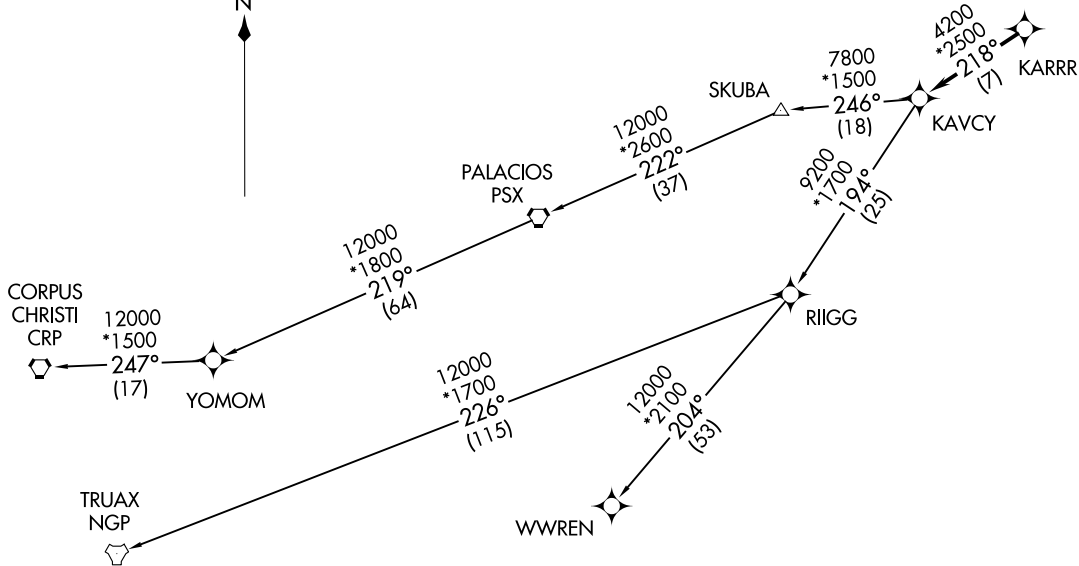 N
4200
*2500
218°
(7)
KARRR
7800
*1500
246°
(18)
SKUBA
KAVCY
12000
*2600
222°
(37)
PALACIOS
PSX
9200
*1700
194°
(25)
12000
*1800
219°
(64)
CORPUS
CHRISTI
CRP
12000
*1500
247°
(17)
YOMOM
RIIGG
12000
*1700
226°
(115)
12000
*2100
204°
(53)
TRUAX
NGP
WWREN